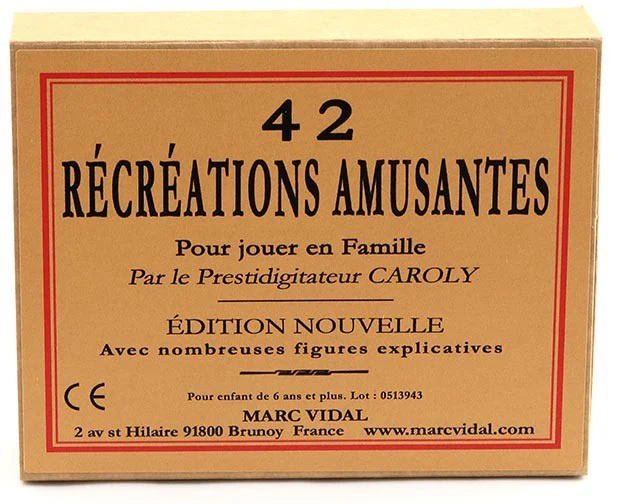 42
RÉCRÉATIONS AMUSANTES
Pour jouer en Famille
Par le Prestidigitateur CAROLY
ÉDITION NOUVELLE
Avec nombreuses figures explicatives
CE
Pour enfant de 6 ans et plus. Lot : 0513943
MARC VIDAL
2 av st Hilaire 91800 Brunoy France www.marcvidal.com